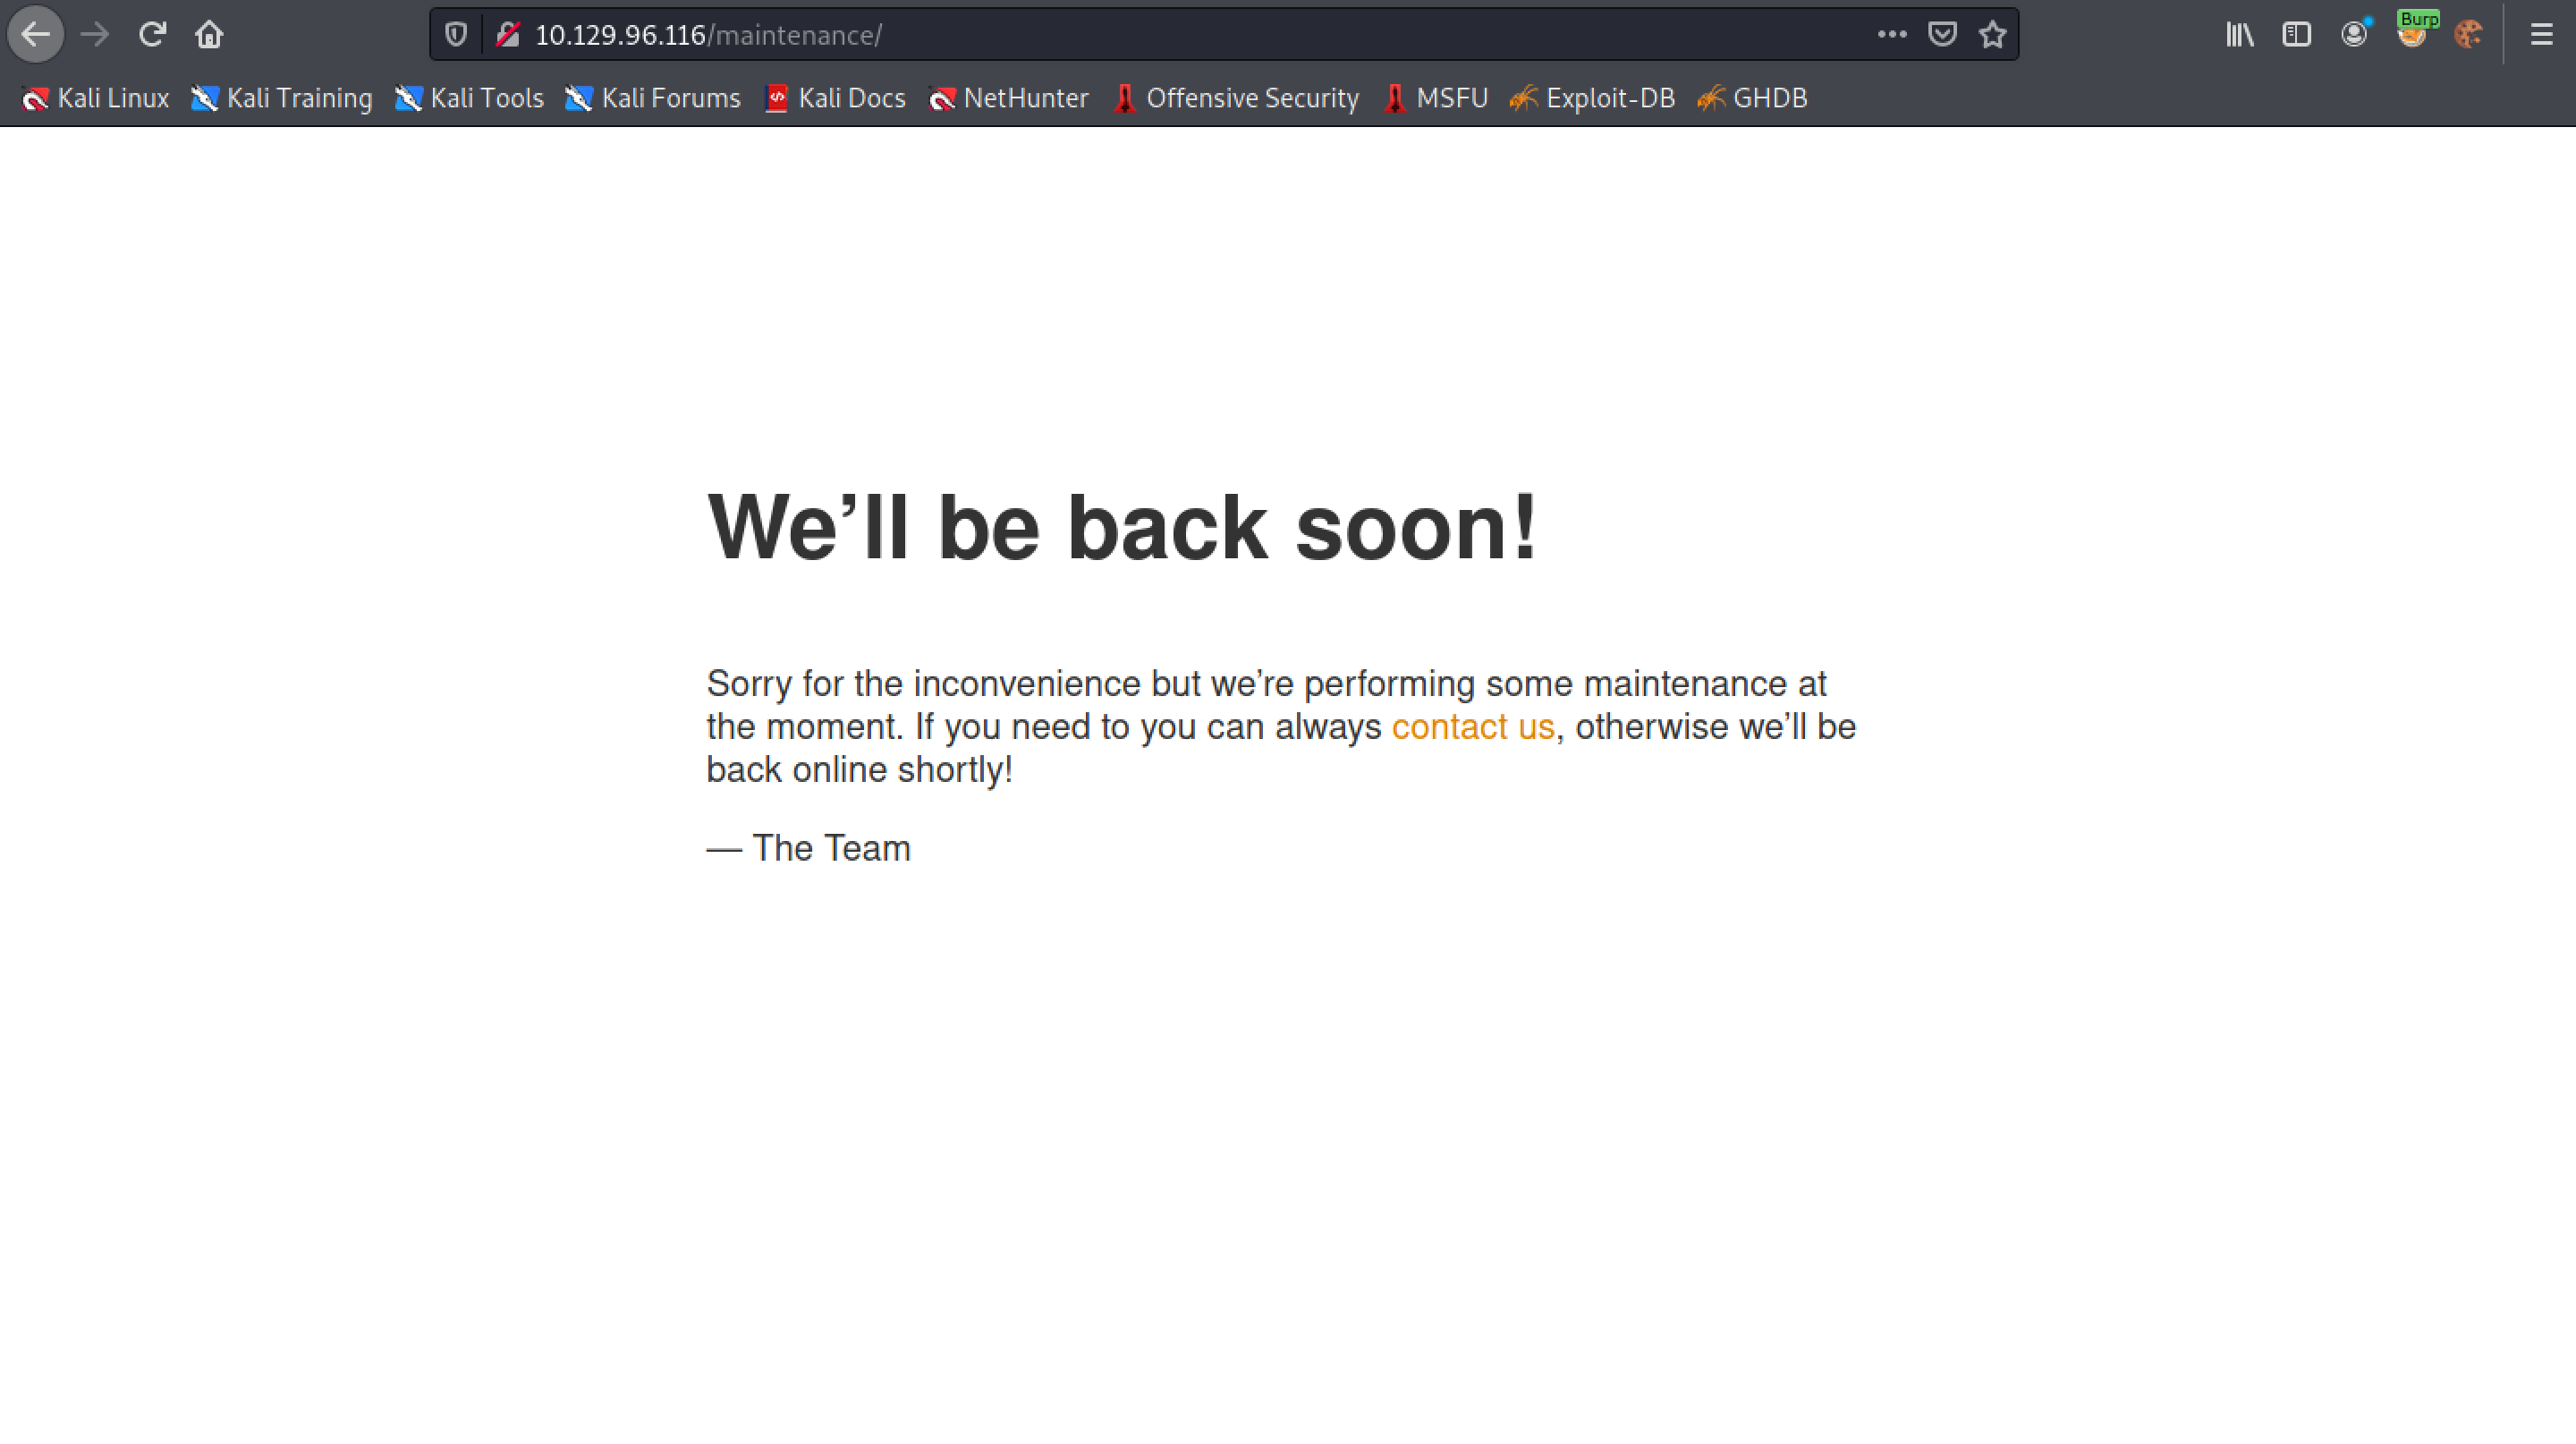 10.129.96.116/maintenance/
Burp
Kali Linux Kali Training Kali Tools Kali Forums Kali Docs NetHunter Offensive Security MSFU Exploit-DB GHDB
We’ll be back soon!
Sorry for the inconvenience but we’re performing some maintenance at
the moment. If you need to you can always contact us, otherwise we’ll be
back online shortly!
— The Team